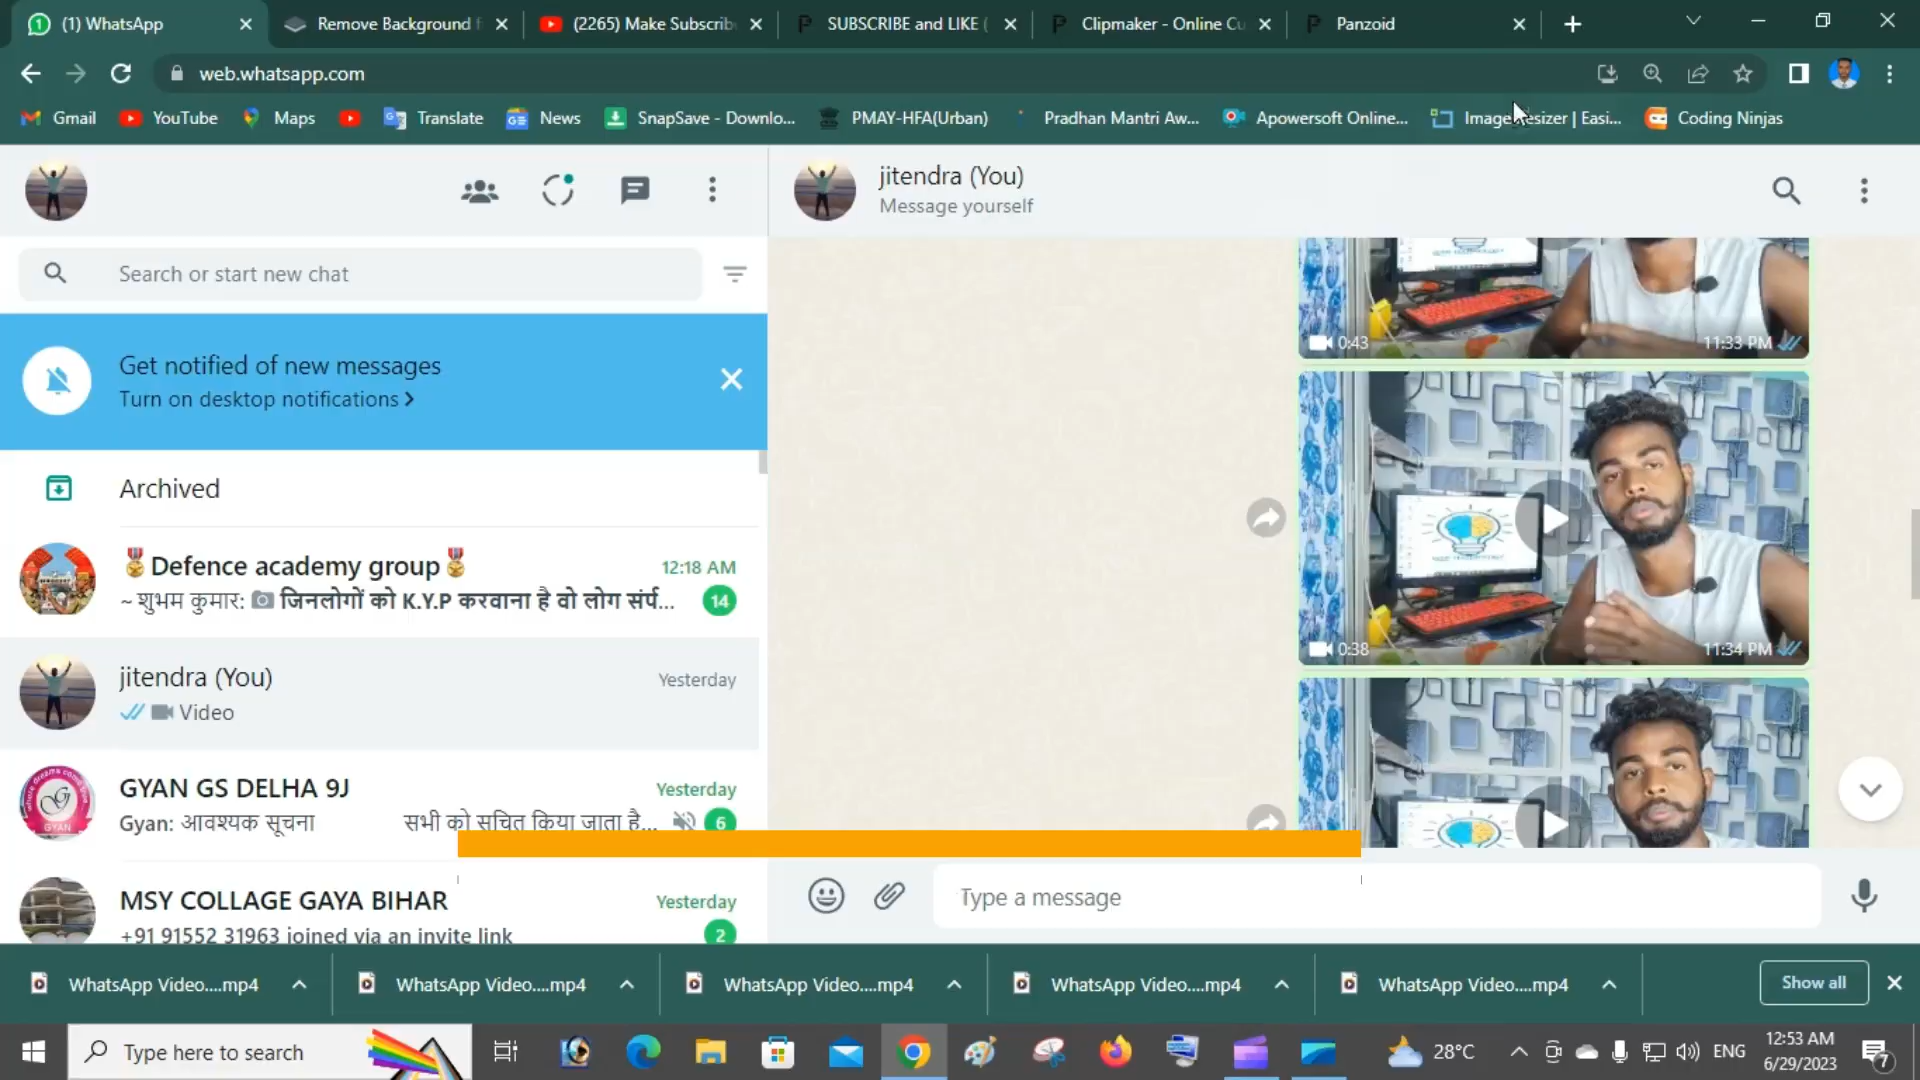 (1) WhatsApp
Remove Background f
(2265) Make Subscrib
SUBSCRIBE and LIKE (
Clipmaker - Online Cu
Panzoid
web.whatsapp.com
Gmail
YouTube
Maps
Translate
News
SnapSave - Downlo...
PMAY-HFA(Urban)
Pradhan Mantri Aw...
Apowersoft Online...
Image Resizer | Easi...
Coding Ninjas
jitendra (You)
Message yourself
Search or start new chat
Get notified of new messages
Turn on desktop notifications >
Archived
Defence academy group
12:18 AM
~ शुभम कुमार: जिनलोगों को K.Y.P करवाना है वो लोग संर्प...
14
jitendra (You)
Yesterday
Video
GYAN GS DELHA 9J
Yesterday
Gyan: आवश्यक सूचना सभी को सूचित किया जाता है...
6
MSY COLLAGE GAYA BIHAR
Yesterday
+91 91552 31963 joined via an invite link
2
0:43
11:33 PM
0:38
11:34 PM
Type a message
WhatsApp Video....mp4
WhatsApp Video....mp4
WhatsApp Video....mp4
WhatsApp Video....mp4
WhatsApp Video....mp4
Show all
Type here to search
28°C
ENG
12:53 AM
6/29/2023
7